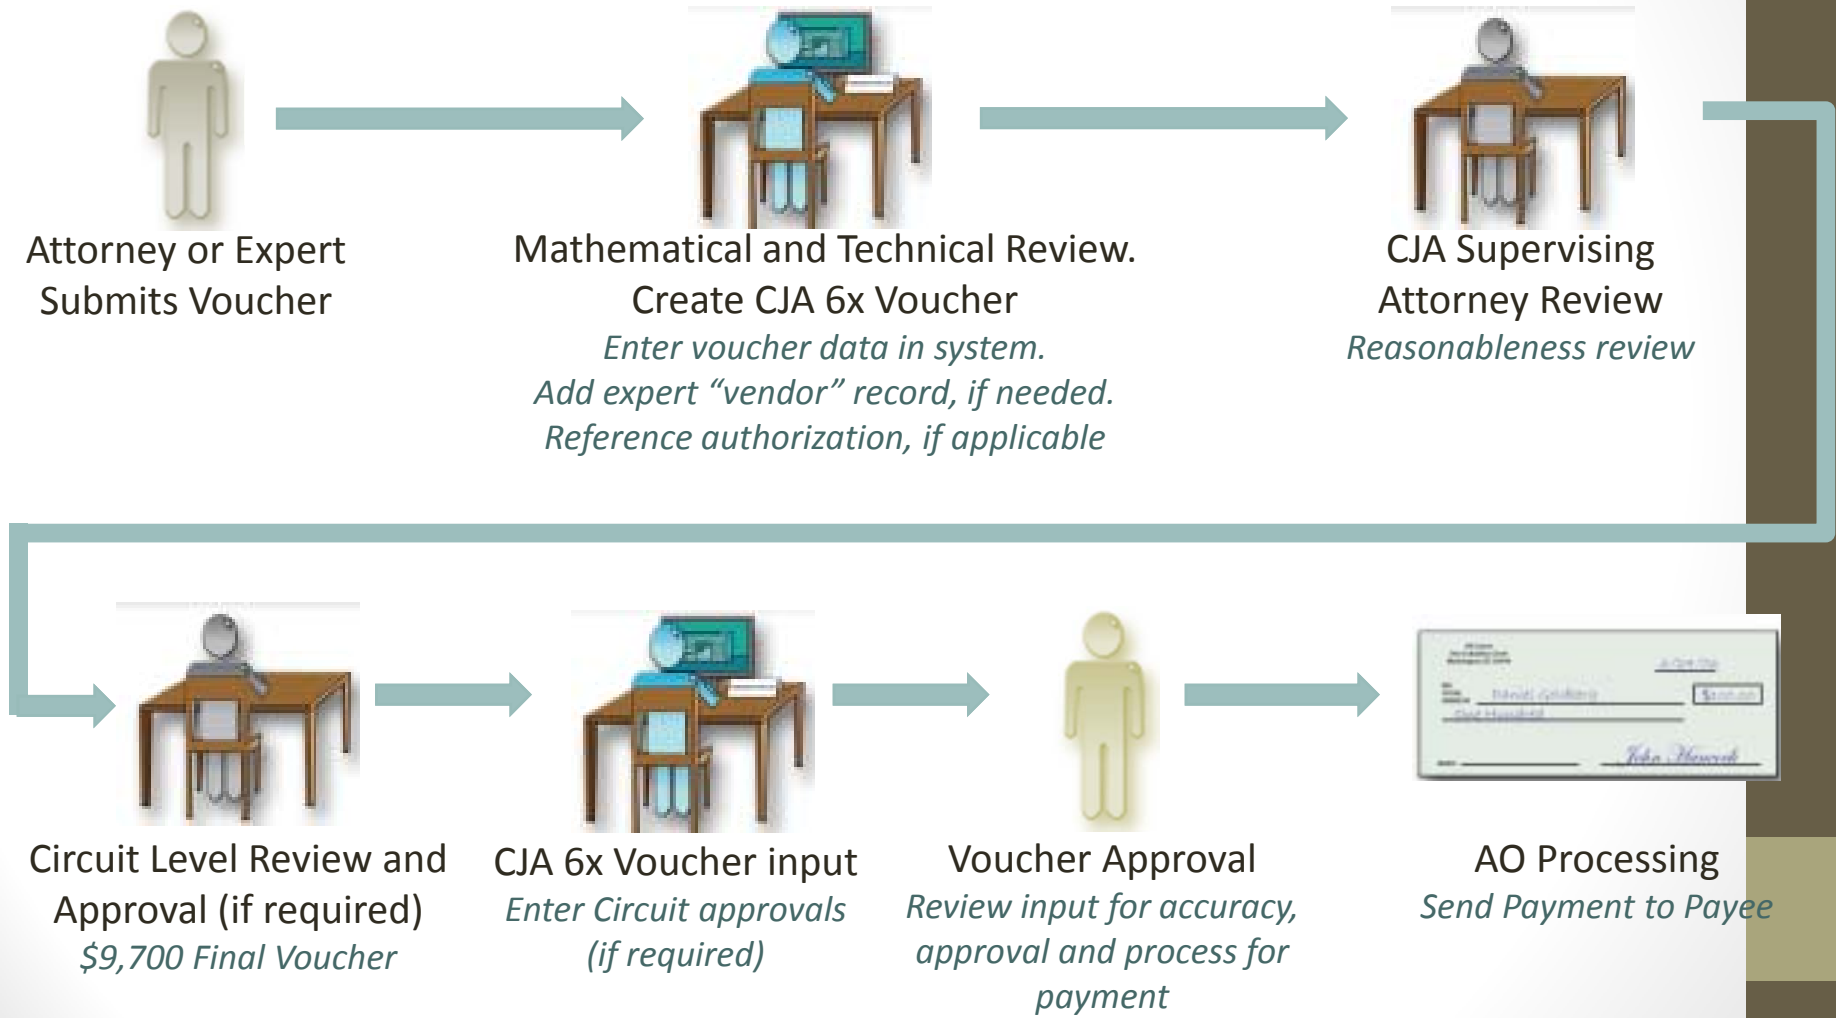 Attorney or Expert
Submits Voucher
Mathematical and Technical Review.
Create CJA 6x Voucher
Enter voucher data in system.
Add expert “vendor” record, if needed.
Reference authorization, if applicable
CJA Supervising
Attorney Review
Reasonableness review
Circuit Level Review and
Approval (if required)
$9,700 Final Voucher
CJA 6x Voucher input
Enter Circuit approvals
(if required)
Voucher Approval
Review input for accuracy,
approval and process for
payment
John Hancock
AO Processing
Send Payment to Payee